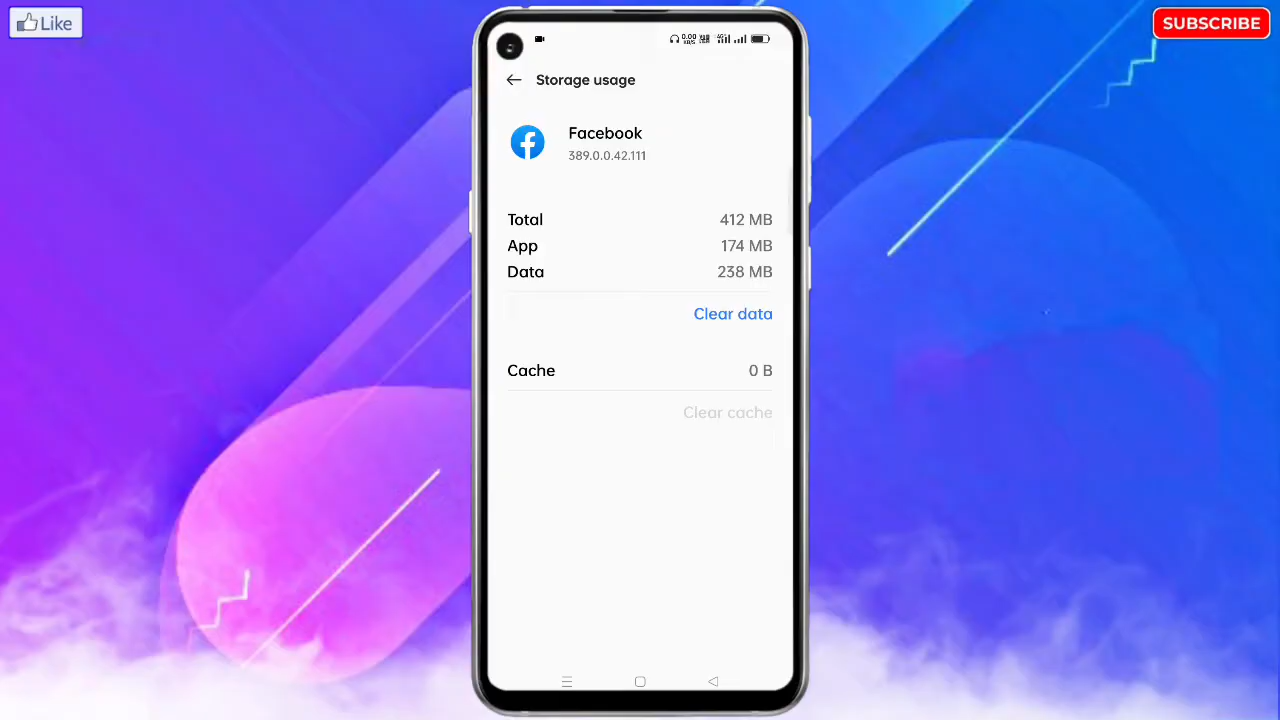 Like
SUBSCRIBE
Storage usage
Facebook
389.0.0.42.111
Total 412 MB
App 174 MB
Data 238 MB
Clear data
Cache 0 B
Clear cache